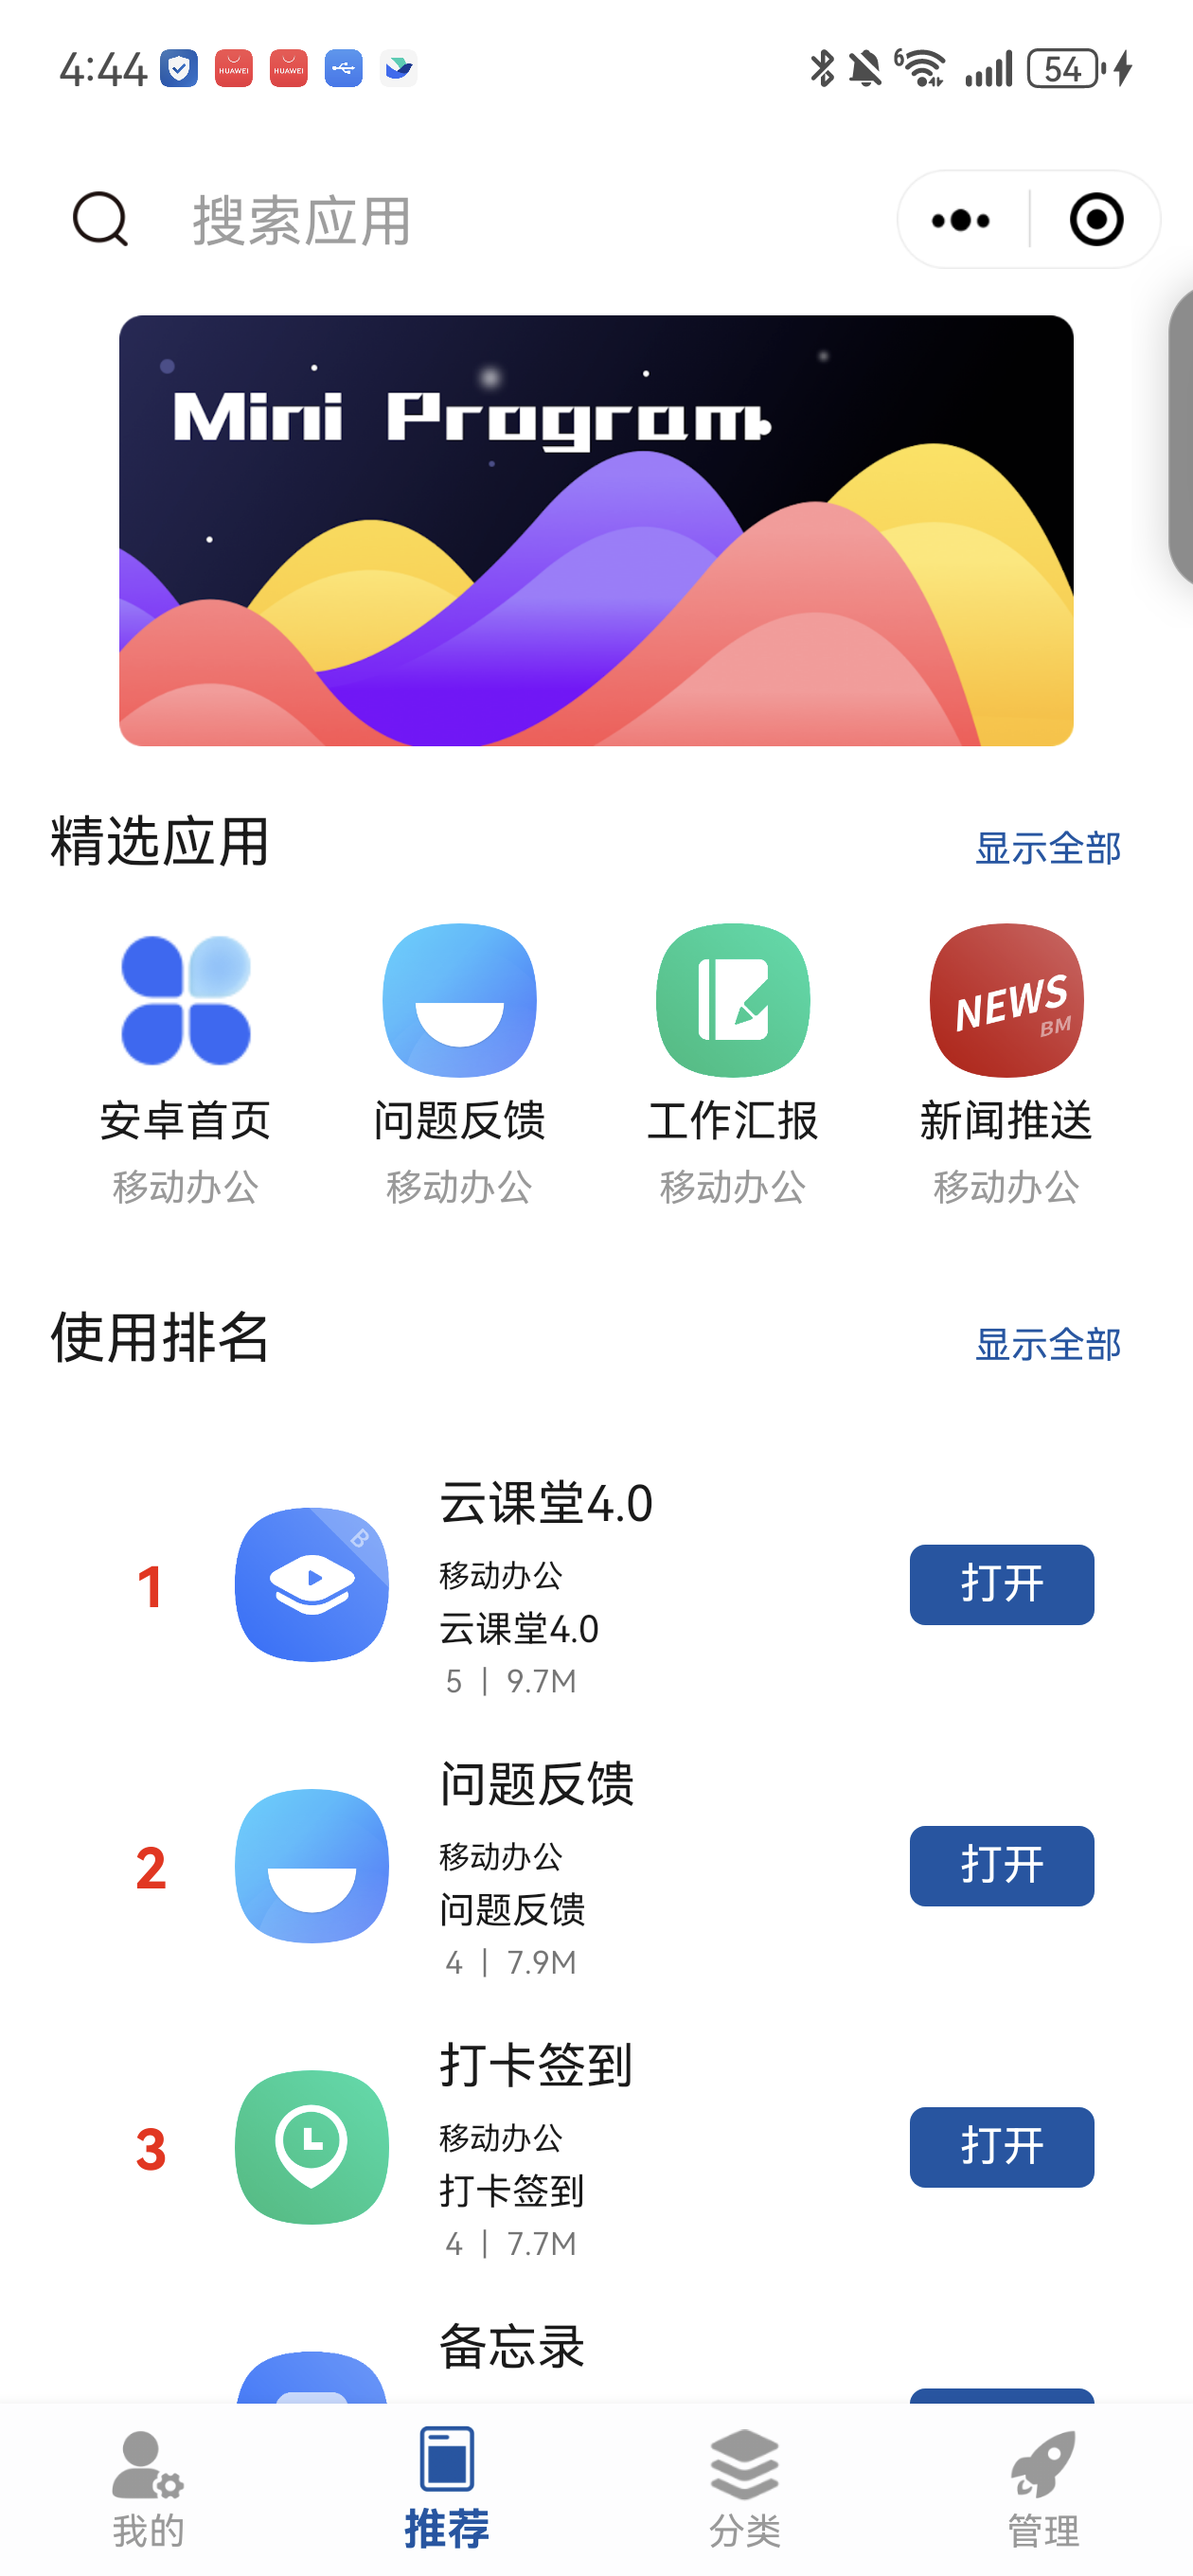 4:44
HUAWEI HUAWEI
6
54
搜索应用
Mini Program
精选应用 显示全部
NEWS
BM
安卓首页 问题反馈 工作汇报 新闻推送
移动办公 移动办公 移动办公 移动办公
使用排名 显示全部
云课堂4.0
B
1
移动办公
打开
云课堂4.0
5 | 9.7M
问题反馈
2
移动办公
打开
问题反馈
4 | 7.9M
打卡签到
3
移动办公
打开
打卡签到
4 | 7.7M
备忘录
我的 推荐 分类 管理